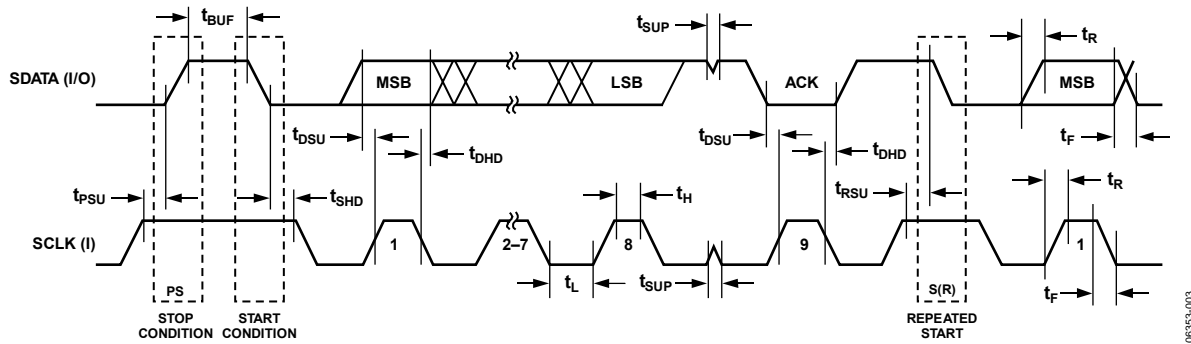 tBUF
tSUP
tR
SDATA (I/O)
MSB
LSB
ACK
MSB
tDSU
tDHD
tDSU
tDHD
tF
tPSU
tSHD
tH
tRSU
tR
SCLK (I)
1
2–7
8
9
1
tL
tSUP
tF
PS
S(R)
STOP
CONDITION
START
CONDITION
REPEATED
START
06353-003